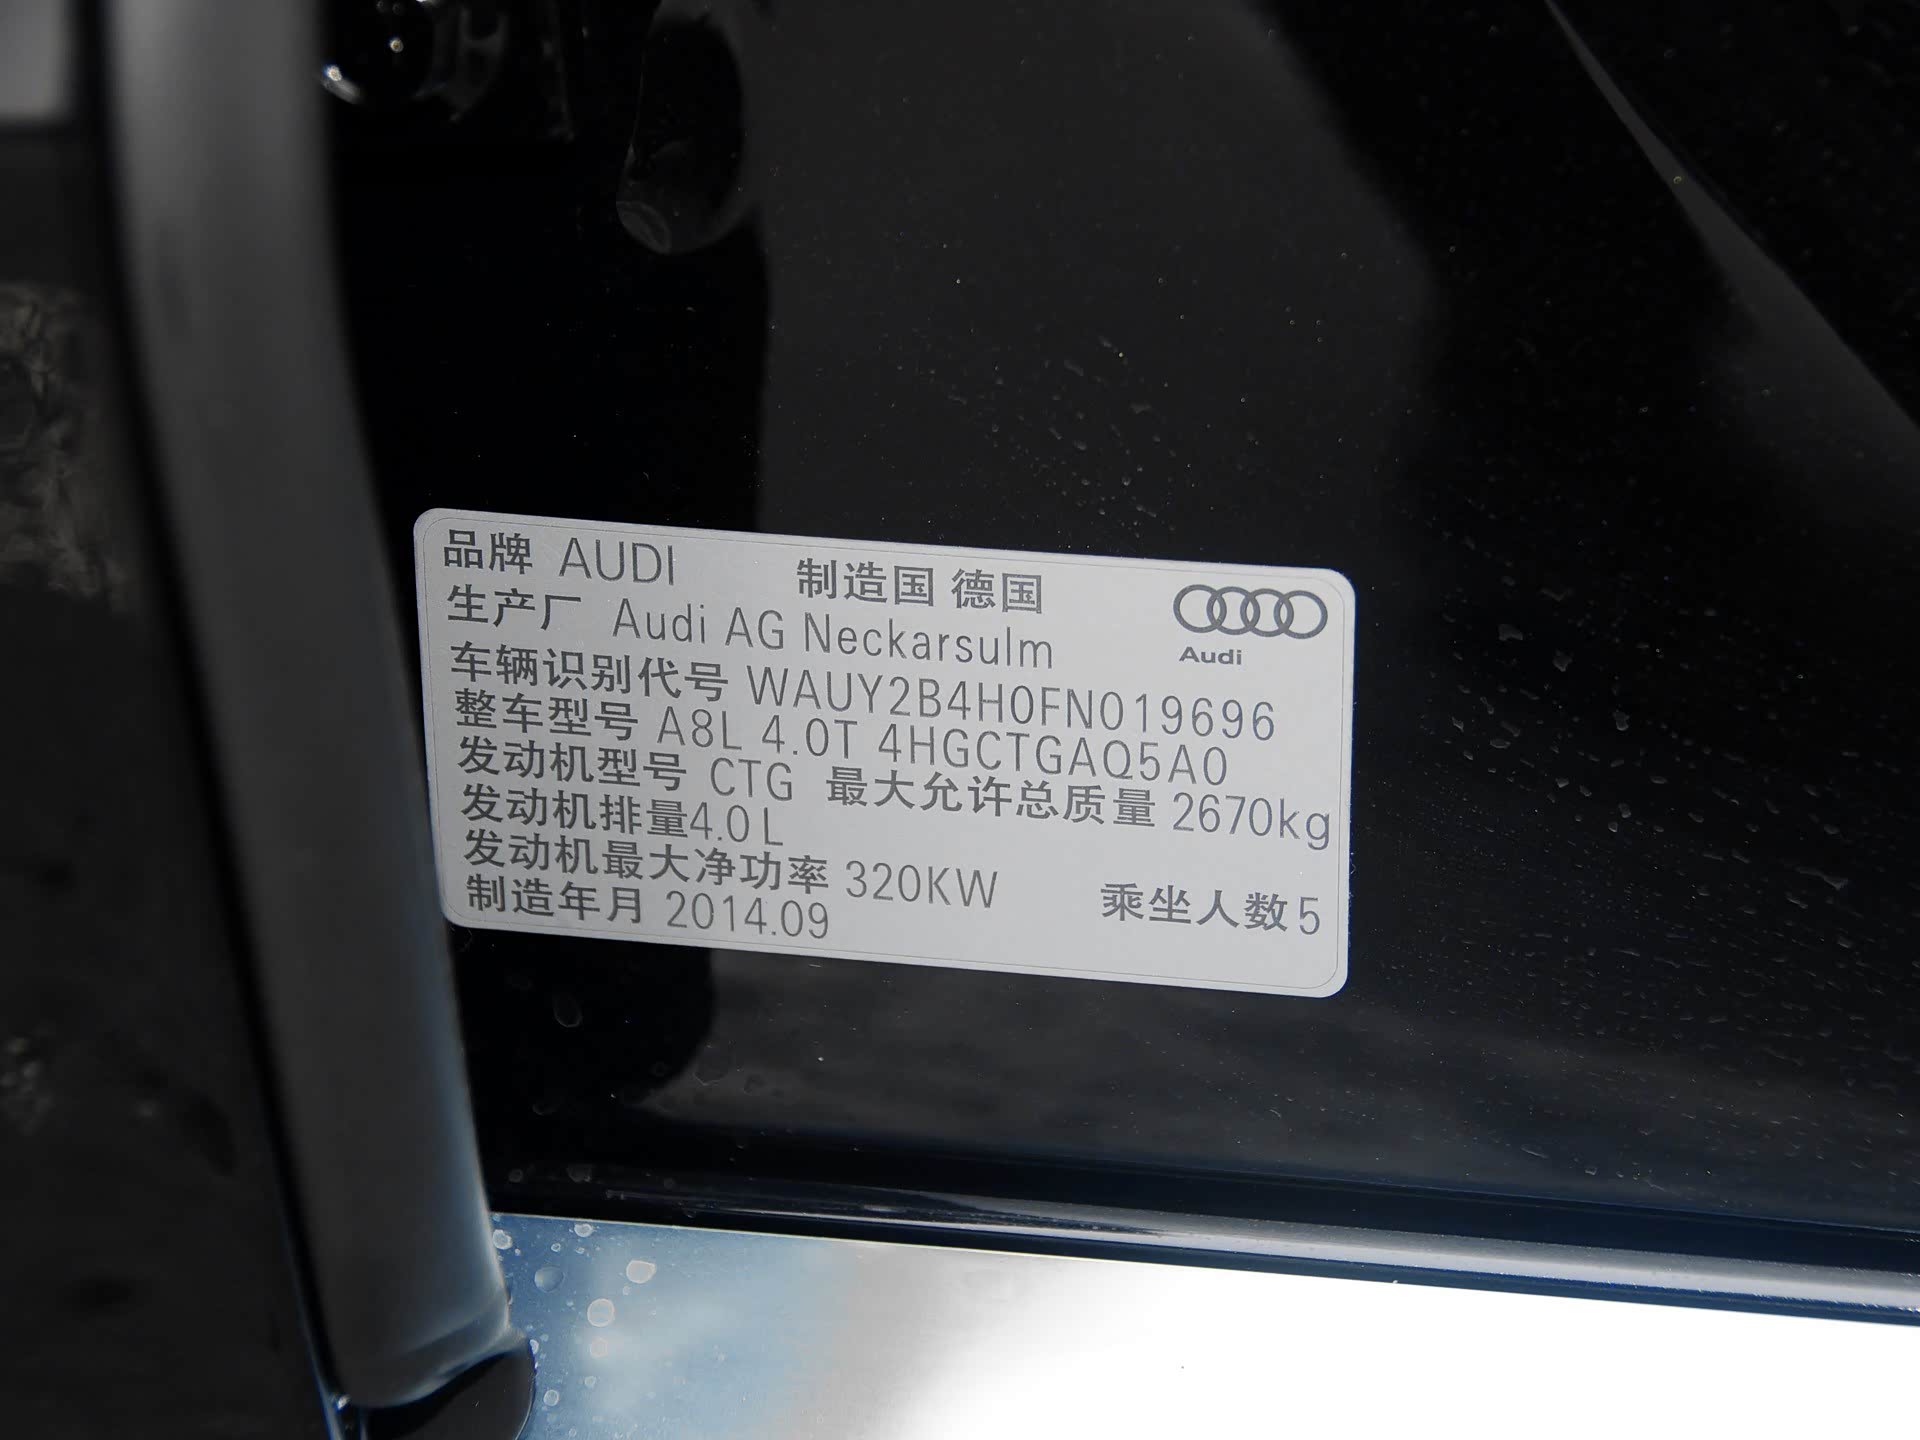 品牌 AUDI 制造国 德国
生产厂 Audi AG Neckarsulm
Audi
车辆识别代号 WAUY2B4H0FN019696
整车型号 A8L 4.0T 4HGCTGAQ5A0
发动机型号 CTG 最大允许总质量 2670kg
发动机排量4.0L
发动机最大净功率 320KW 乘坐人数5
制造年月 2014.09